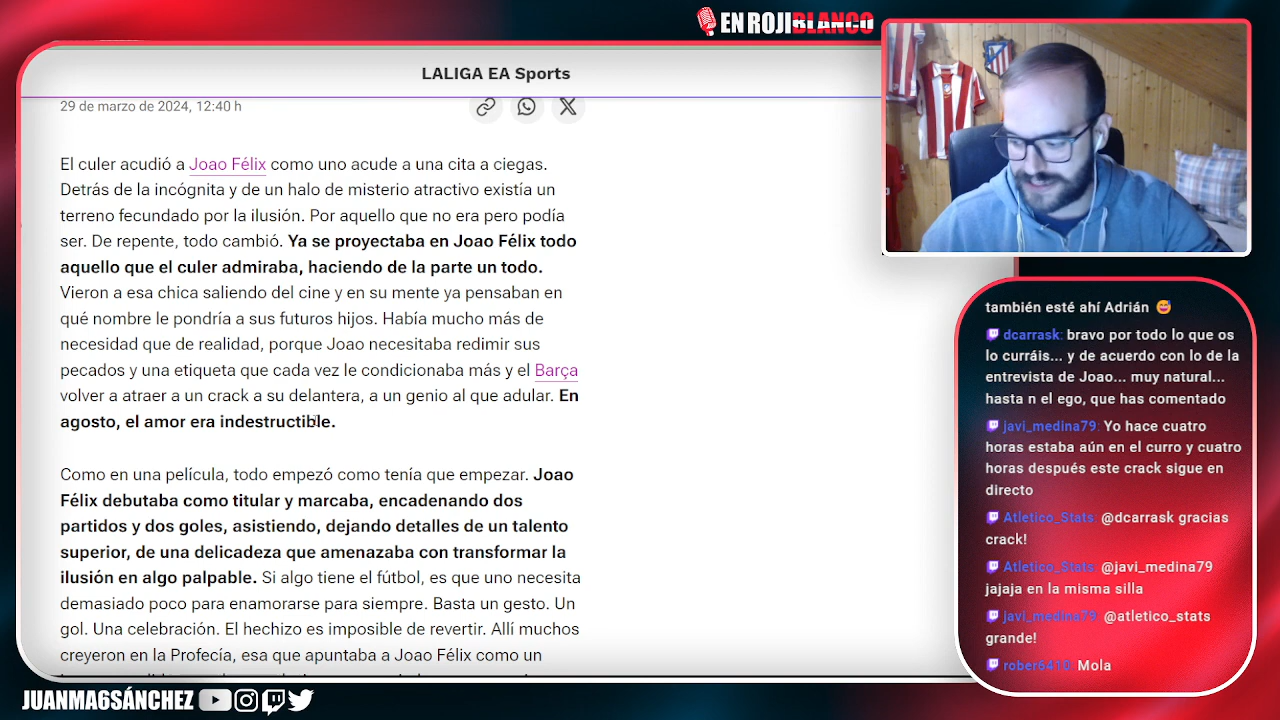 EN ROJIBLANCO
LALIGA EA Sports
29 de marzo de 2024, 12:40 h
El culer acudió a Joao Félix como uno acude a una cita a ciegas.
Detrás de la incógnita y de un halo de misterio atractivo existía un
terreno fecundado por la ilusión. Por aquello que no era pero podía
ser. De repente, todo cambió. Ya se proyectaba en Joao Félix todo
aquello que el culer admiraba, haciendo de la parte un todo.
Vieron a esa chica saliendo del cine y en su mente ya pensaban en
qué nombre le pondría a sus futuros hijos. Había mucho más de
necesidad que de realidad, porque Joao necesitaba redimir sus
pecados y una etiqueta que cada vez le condicionaba más y el Barça
volver a atraer a un crack a su delantera, a un genio al que adular. En
agosto, el amor era indestructible.
Como en una película, todo empezó como tenía que empezar. Joao
Félix debutaba como titular y marcaba, encadenando dos
partidos y dos goles, asistiendo, dejando detalles de un talento
superior, de una delicadeza que amenazaba con transformar la
ilusión en algo palpable. Si algo tiene el fútbol, es que uno necesita
demasiado poco para enamorarse para siempre. Basta un gesto. Un
gol. Una celebración. El hechizo es imposible de revertir. Allí muchos
creyeron en la Profecía, esa que apuntaba a Joao Félix como un
también esté ahí Adrián 😅
dcarrask: bravo por todo lo que os
lo curráis... y de acuerdo con lo de la
entrevista de Joao... muy natural...
hasta n el ego, que has comentado
javi_medina79: Yo hace cuatro
horas estaba aún en el curro y cuatro
horas después este crack sigue en
directo
Atletico_Stats: @dcarrask gracias
crack!
Atletico_Stats: @javi_medina79
jajaja en la misma silla
javi_medina79: @atletico_stats
grande!
rober6410: Mola
JUANMA6SÁNCHEZ